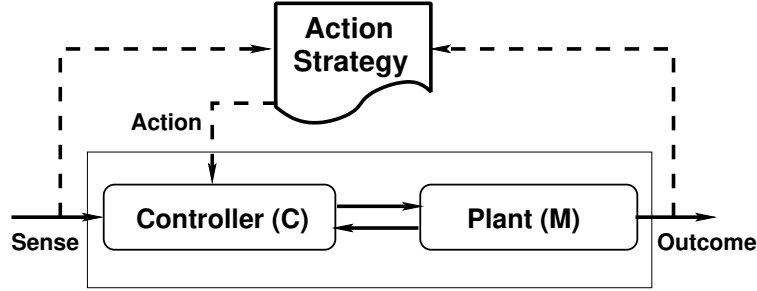 Action
Strategy
Action
Controller (C)
Plant (M)
Sense
Outcome